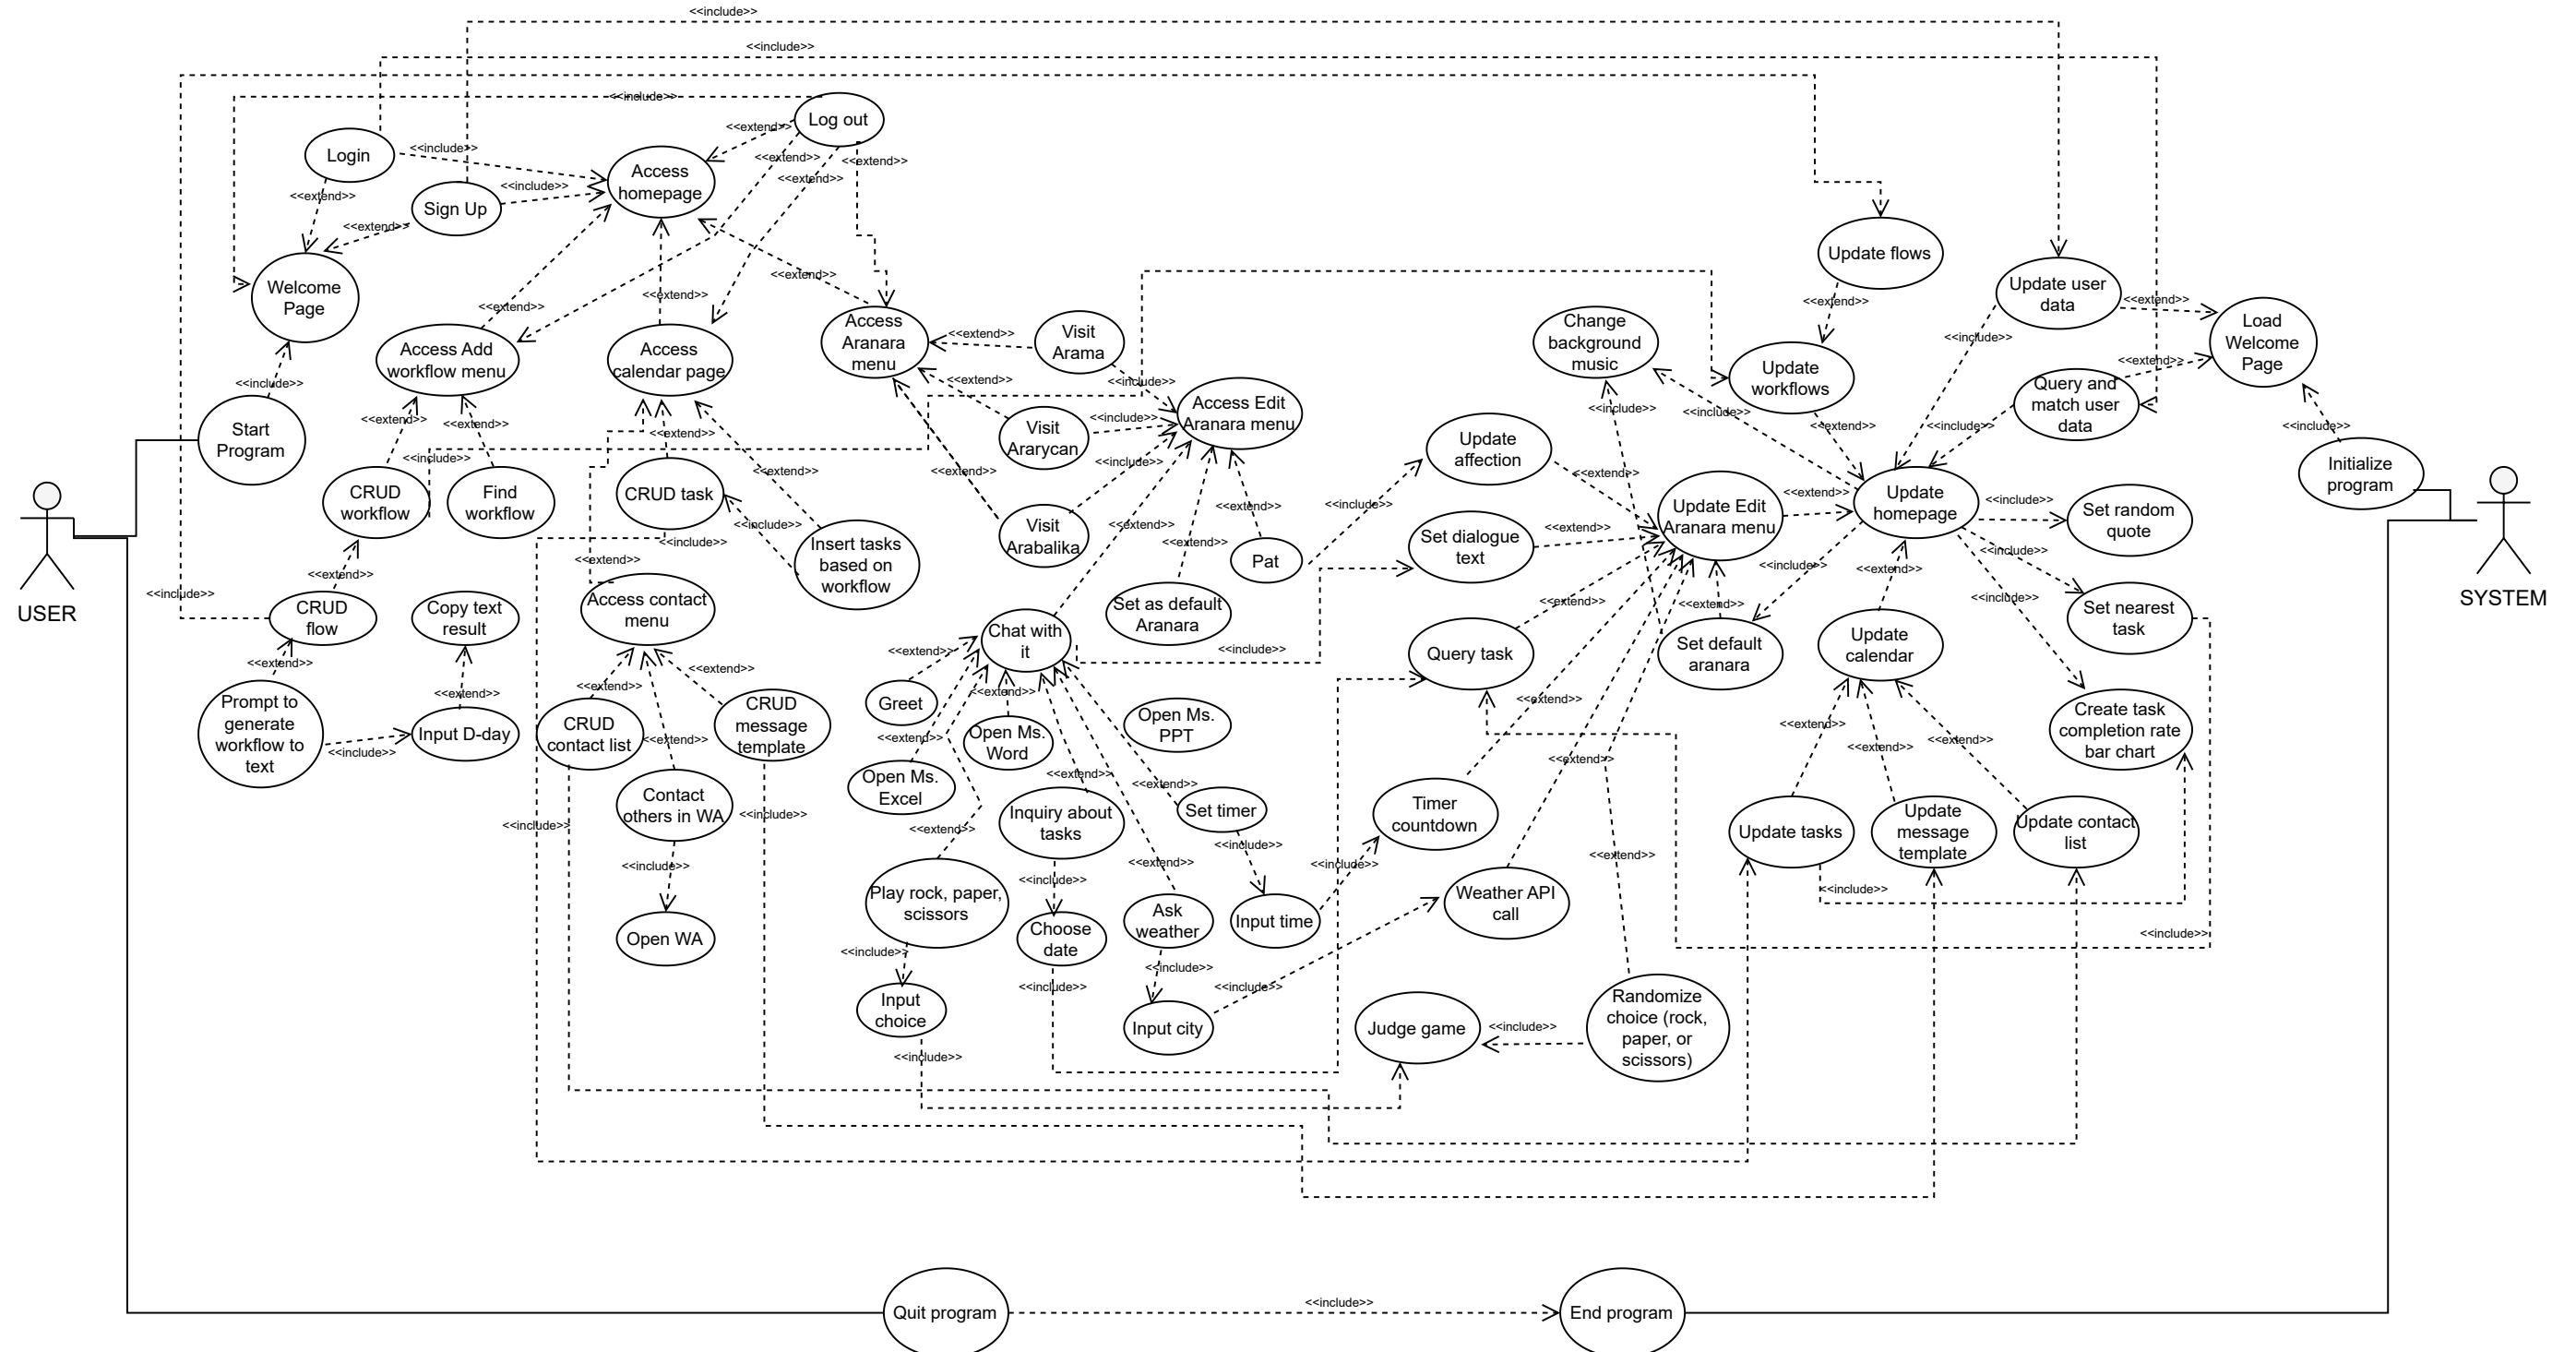 <<include>>
<<include>>
<<include>>
Log out
<<extend>>
<<extend>>
<<extend>>
<<extend>>
Login
<<include>>
<<extend>>
Sign Up
<<include>>
<<extend>>
Access
homepage
Welcome
Page
<<include>>
Start
Program
<<extend>>
<<extend>>
<<extend>>
Access Add
workflow menu
Access
calendar page
Access
Aranara
menu
<<extend>>
Visit
Arama
<<include>>
<<extend>>
Visit
Ararycan
<<include>>
<<include>>
<<extend>>
Visit
Arabalika
Access Edit
Aranara menu
<<extend>>
<<extend>>
<<include>>
CRUD
workflow
Find
workflow
<<extend>>
CRUD task
<<extend>>
<<include>>
<<include>>
Insert tasks
based on
workflow
<<extend>>
<<extend>>
<<extend>>
<<extend>>
Pat
Set as default
Aranara
<<extend>>
<<include>>
CRUD
flow
Copy text
result
<<extend>>
<<extend>>
Prompt to
generate
workflow to
text
<<include>>
Input D-day
Access contact
menu
<<extend>>
<<extend>>
<<extend>>
CRUD
contact list
CRUD
message
template
Contact
others in WA
<<include>>
<<include>>
<<include>>
Open WA
Chat with
it
<<include>>
<<extend>>
Greet
<<extend>>
<<extend>>
Open Ms.
Word
Open Ms.
PPT
Open Ms.
Excel
<<extend>>
<<extend>>
<<extend>>
<<extend>>
Inquiry about
tasks
Set timer
<<include>>
<<include>>
Play rock, paper,
scissors
Choose
date
Ask
weather
Input time
<<include>>
<<include>>
<<include>>
<<include>>
<<include>>
Input
choice
Input city
<<include>>
USER
Update flows
<<extend>>
Update user
data
<<extend>>
<<include>>
Load
Welcome
Page
Change
background
music
Update
workflows
<<extend>>
Query and
match user
data
<<include>>
<<include>>
<<extend>>
<<include>>
<<include>>
<<include>>
Initialize
program
Update
affection
<<extend>>
<<include>>
Set dialogue
text
<<extend>>
Update Edit
Aranara menu
<<extend>>
Update
homepage
<<include>>
Set random
quote
<<include>>
Set nearest
task
<<include>>
<<include>>
<<extend>>
<<extend>>
<<extend>>
Query task
Set default
aranara
Update
calendar
<<extend>>
<<extend>>
<<extend>>
<<extend>>
<<extend>>
Create task
completion rate
bar chart
Timer
countdown
Update tasks
Update
message
template
Update contact
list
<<extend>>
<<include>>
<<include>>
Weather API
call
Judge game
<<include>>
Randomize
choice (rock,
paper, or
scissors)
SYSTEM
Quit program
<<include>>
End program